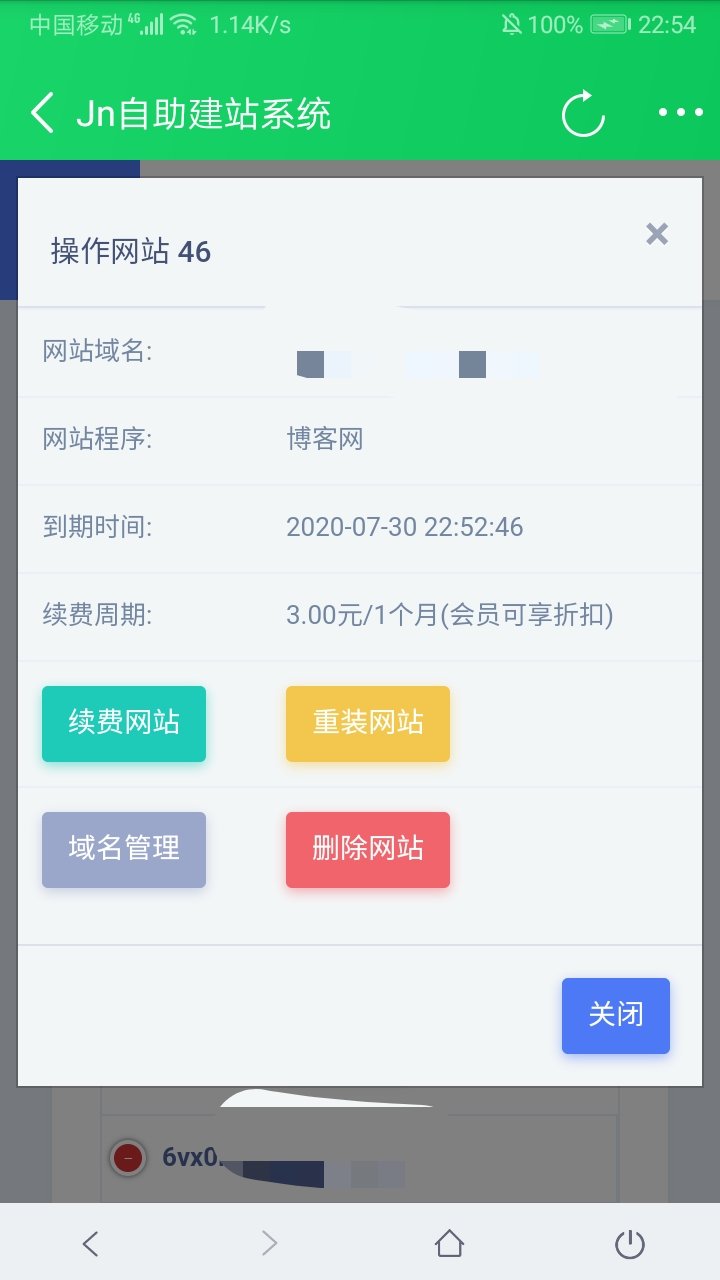 中国移动 4G 1.14K/s 100% 22:54
Jn自助建站系统
操作网站 46
×
网站域名:
网站程序: 博客网
到期时间: 2020-07-30 22:52:46
续费周期: 3.00元/1个月(会员可享折扣)
续费网站 重装网站
域名管理 删除网站
关闭
6vx0